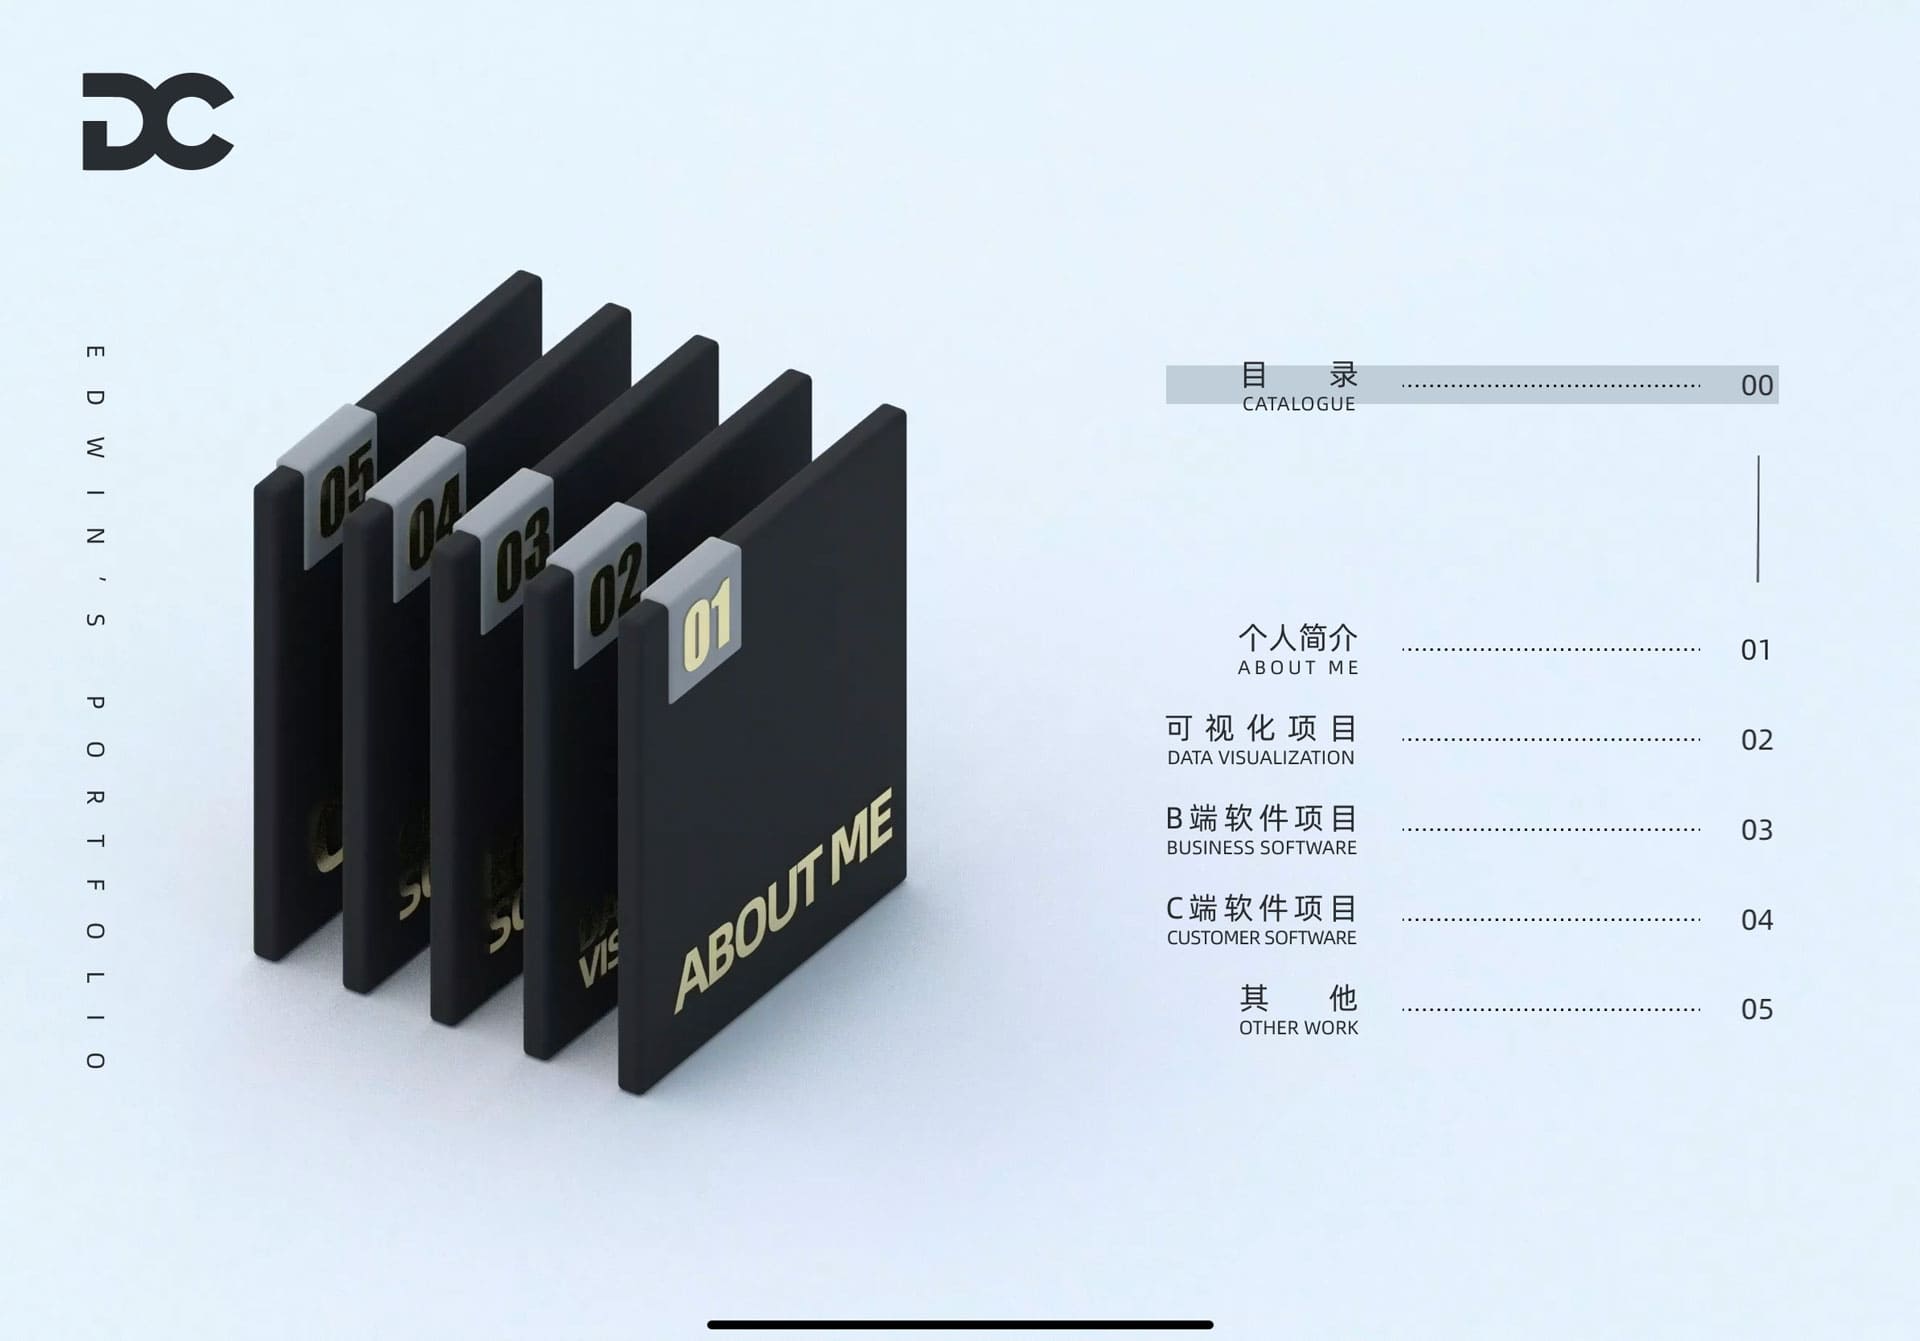 DC
EDWIN'S PORTFOLIO
05
04
03
02
01
VIS
ABOUT ME
目 录 00
CATALOGUE
个人简介 01
ABOUT ME
可视化项目 02
DATA VISUALIZATION
B端软件项目 03
BUSINESS SOFTWARE
C端软件项目 04
CUSTOMER SOFTWARE
其 他 05
OTHER WORK